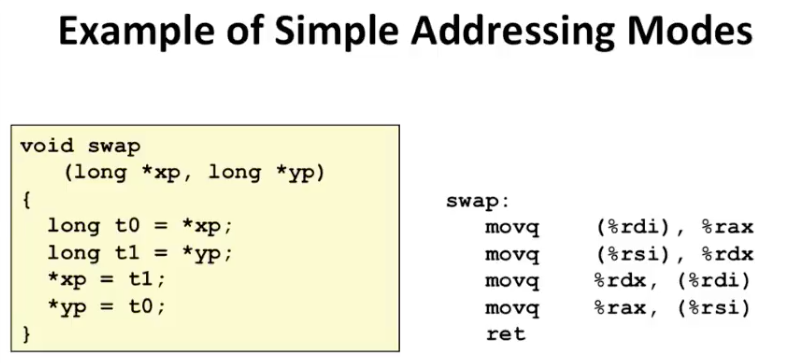 Example of Simple Addressing Modes
void swap
(long *xp, long *yp)
{
long t0 = *xp;
long t1 = *yp;
*xp = t1;
*yp = t0;
}
swap:
movq (%rdi), %rax
movq (%rsi), %rdx
movq %rdx, (%rdi)
movq %rax, (%rsi)
ret